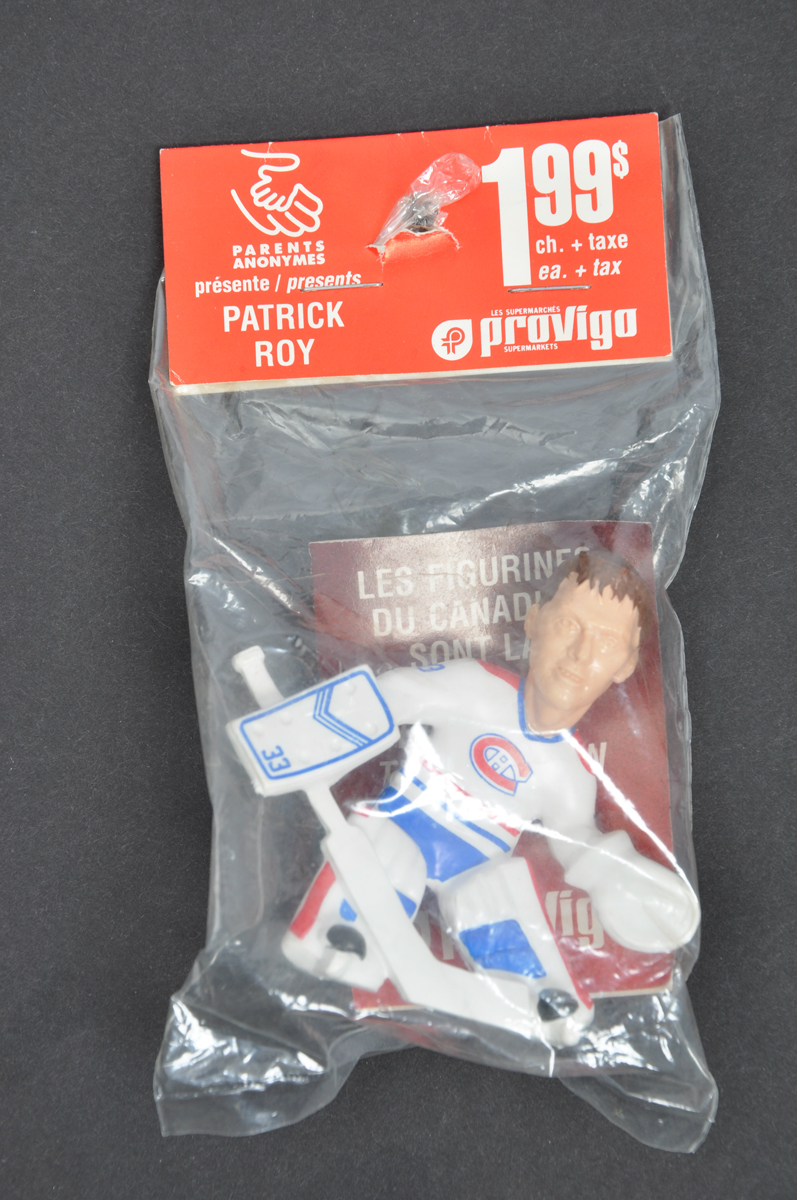 PARENTS
ANONYMES
présente / presents
PATRICK
ROY
1 99$
ch. + taxe
ea. + tax
LES SUPERMARCHÉS
provigo
SUPERMARKETS
LES FIGURINES
DU CANADI
SONT LA
33